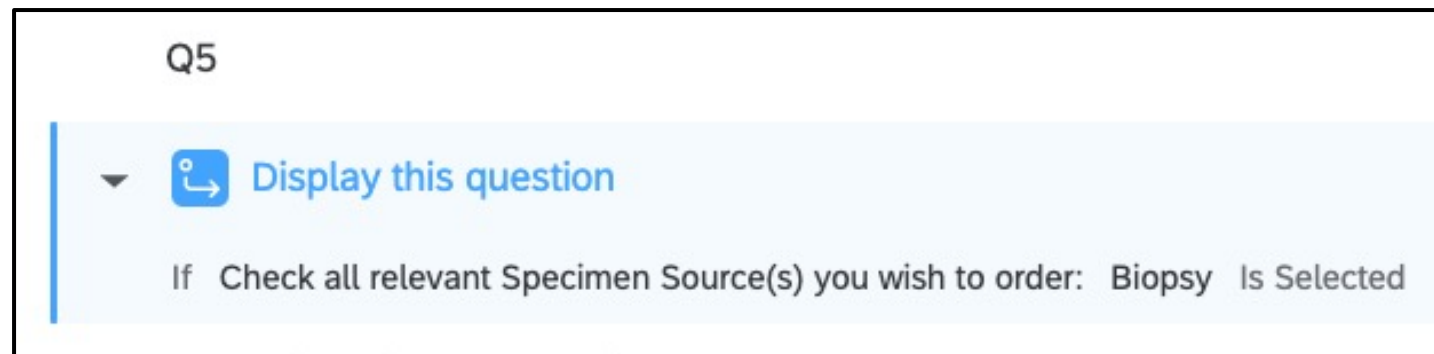 Q5
Display this question
If Check all relevant Specimen Source(s) you wish to order: Biopsy Is Selected